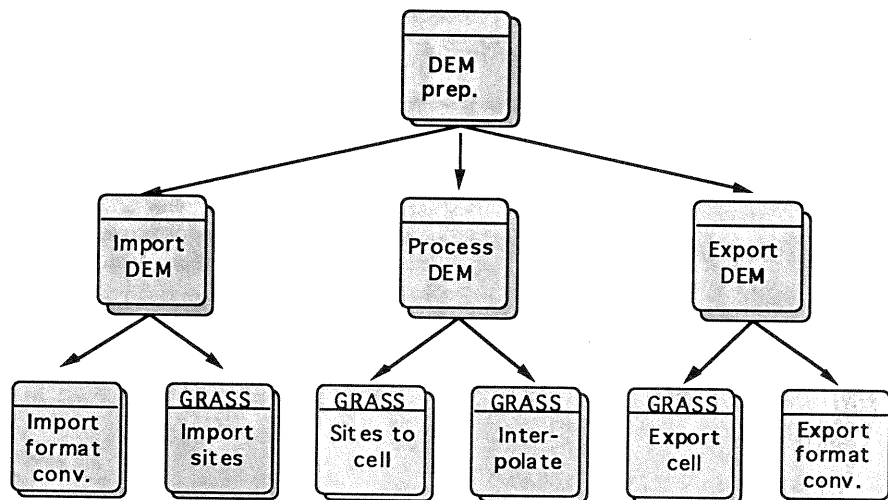 DEM
prep.
Import
DEM
Process
DEM
Export
DEM
Import
format
conv.
GRASS
Import
sites
GRASS
Sites to
cell
GRASS
Inter-
polate
GRASS
Export
cell
Export
format
conv.